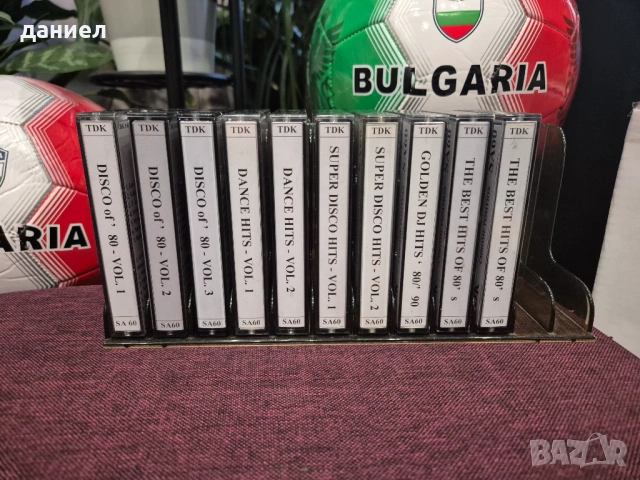 даниел
BULGARIA
ARIA
TDK
DISCO of' 80 - VOL. 1
SA60
TDK
DISCO of' 80 - VOL. 2
SA60
TDK
DISCO of' 80 - VOL. 3
SA60
TDK
DANCE HITS - VOL. 1
SA60
TDK
DANCE HITS - VOL. 2
SA60
TDK
SUPER DISCO HITS - VOL. 1
SA60
TDK
SUPER DISCO HITS - VOL. 2
SA60
TDK
GOLDEN DJ HITS ' 80/' 90
SA60
TDK
THE BEST HITS OF 80' s
SA60
TDK
THE BEST HITS OF 80' s
SA60
BAZAR